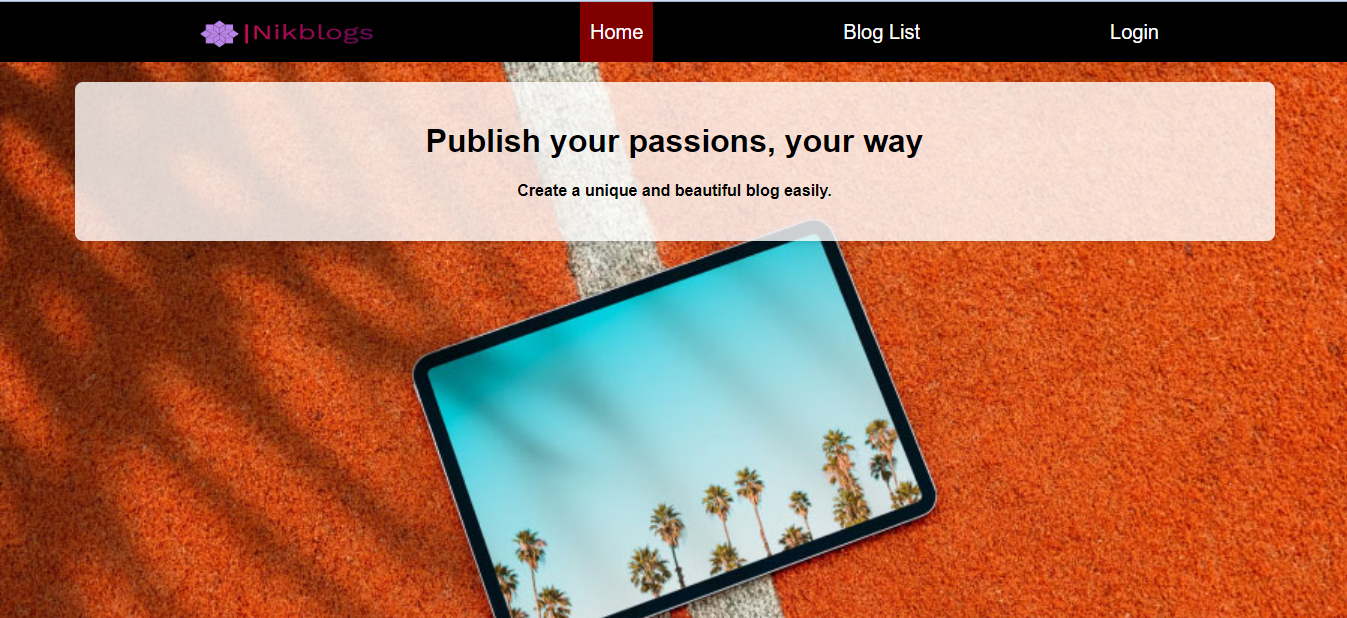 |Nikblogs
Home
Blog List
Login
Publish your passions, your way
Create a unique and beautiful blog easily.